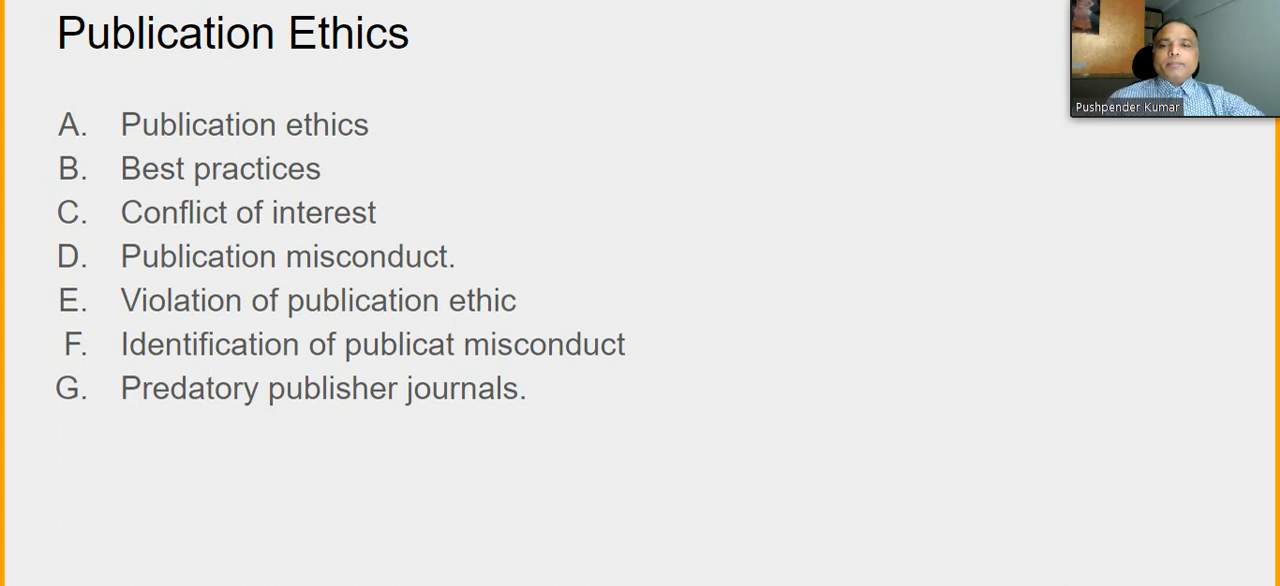 Publication Ethics
A. Publication ethics
B. Best practices
C. Conflict of interest
D. Publication misconduct.
E. Violation of publication ethic
F. Identification of publicat misconduct
G. Predatory publisher journals.
Pushpender Kumar